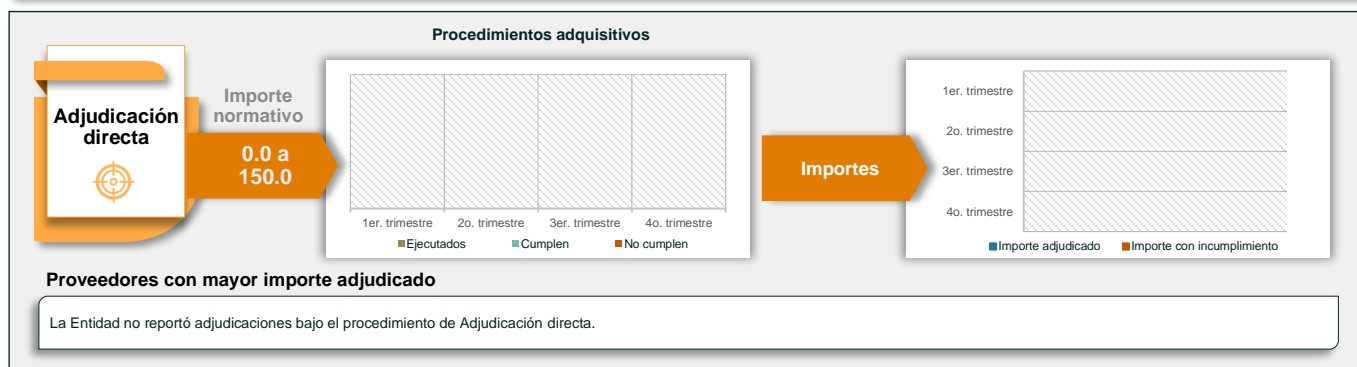 Procedimientos adquisitivos
Adjudicación
directa
Importe
normativo
0.0 a
150.0
1er. trimestre
2o. trimestre
3er. trimestre
4o. trimestre
Ejecutados
Cumplen
No cumplen
Importes
1er. trimestre
2o. trimestre
3er. trimestre
4o. trimestre
Importe adjudicado
Importe con incumplimiento
Proveedores con mayor importe adjudicado
La Entidad no reportó adjudicaciones bajo el procedimiento de Adjudicación directa.